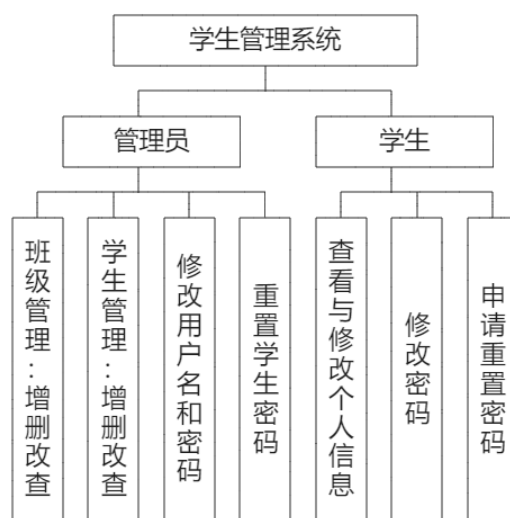 学生管理系统
管理员
学生
班级管理:增删改查
学生管理:增删改查
修改用户名和密码
重置学生密码
查看与修改个人信息
修改密码
申请重置密码